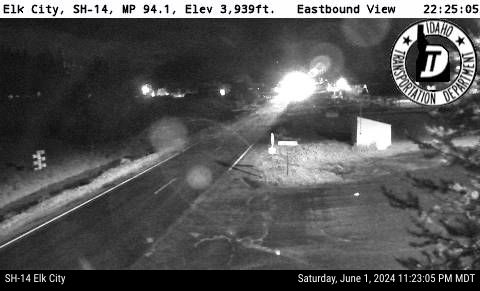 Elk City, SH-14, MP 94.1, Elev 3,939ft. Eastbound View 22:25:05
IDAHO
TRANSPORTATION DEPARTMENT
SH-14 Elk City Saturday, June 1, 2024 11:23:05 PM MDT